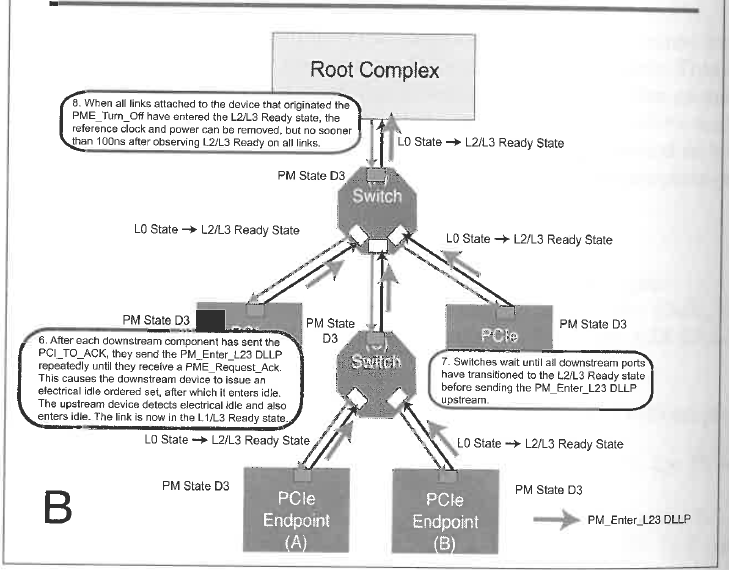 Root Complex
8. When all links attached to the device that originated the
PME_Turn_Off have entered the L2/L3 Ready state, the
reference clock and power can be removed, but no sooner
than 100ns after observing L2/L3 Ready on all links.
L0 State → L2/L3 Ready State
PM State D3
Switch
L0 State → L2/L3 Ready State
L0 State → L2/L3 Ready State
PM State D3
PM State
D3
PCIe
PM State D3
6. After each downstream component has sent the
PCI_TO_ACK, they send the PM_Enter_L23 DLLP
repeatedly until they receive a PME_Request_Ack.
This causes the downstream device to issue an
electrical idle ordered set, after which it enters idle.
The upstream device detects electrical idle and also
enters idle. The link is now in the L1/L3 Ready state.
Switch
7. Switches wait until all downstream ports
have transitioned to the L2/L3 Ready state
before sending the PM_Enter_L23 DLLP
upstream.
L0 State → L2/L3 Ready State
L0 State → L2/L3 Ready State
PM State D3
PCIe
Endpoint
(A)
PCIe
Endpoint
(B)
PM State D3
B
PM_Enter_L23 DLLP